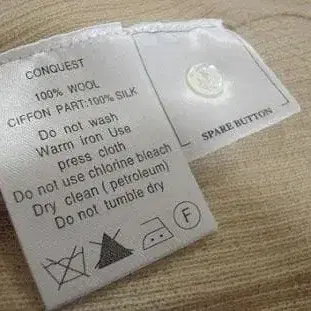 CONQUEST
100% WOOL
CIFFON PART:100% SILK
Do not wash
Warm iron Use
press cloth
Do not use chlorine bleach
Dry clean ( petroleum)
Do not tumble dry
F
SPARE BUTTON